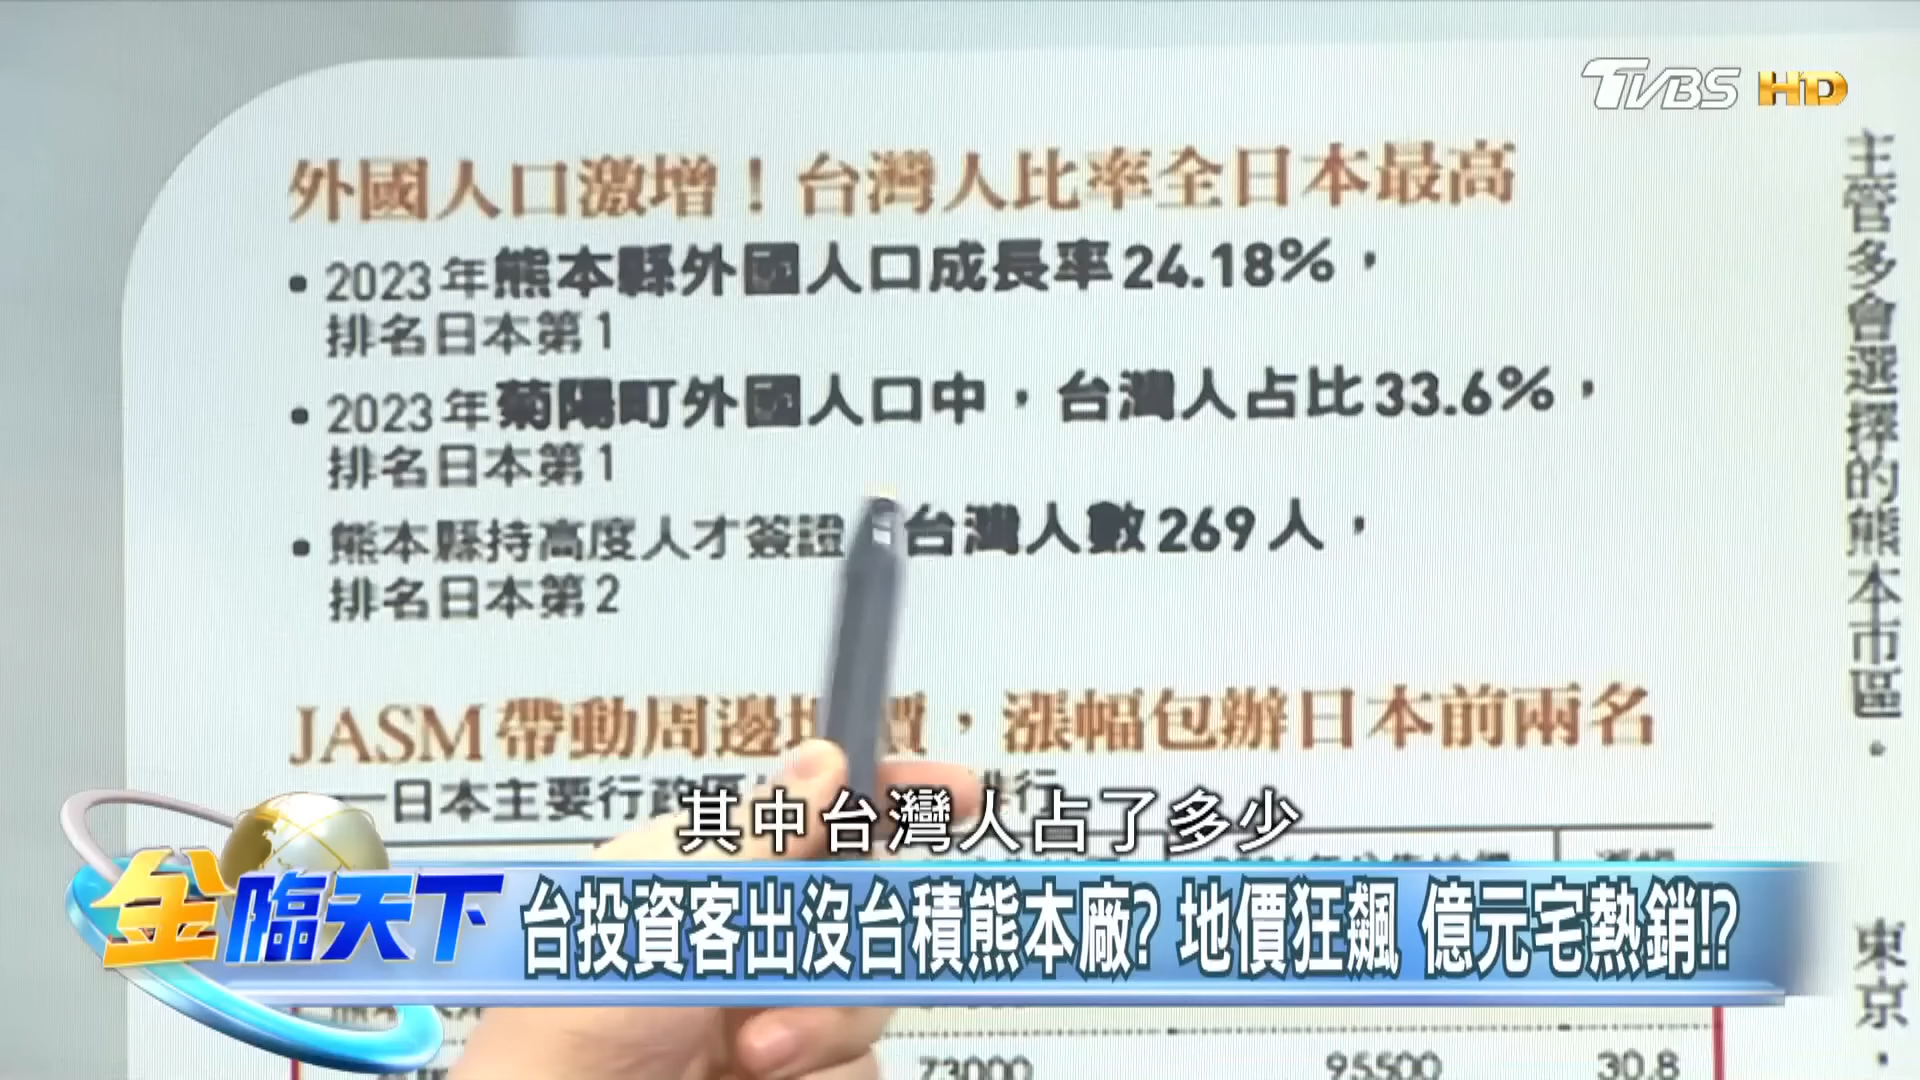 TVBS HD
外國人口激增！台灣人比率全日本最高
• 2023年熊本縣外國人口成長率24.18%，
排名日本第1
• 2023年菊陽町外國人口中，台灣人占比33.6%，
排名日本第1
• 熊本縣持高度人才簽證 台灣人數269人，
排名日本第2
JASM帶動周邊 ，漲幅包辦日本前兩名
—日本主要行政區 排行
73000 95500 30.8
主管多會選擇的熊本市區。
東京，
其中台灣人占了多少
金臨天下
台投資客出沒台積熊本廠? 地價狂飆 億元宅熱銷!?